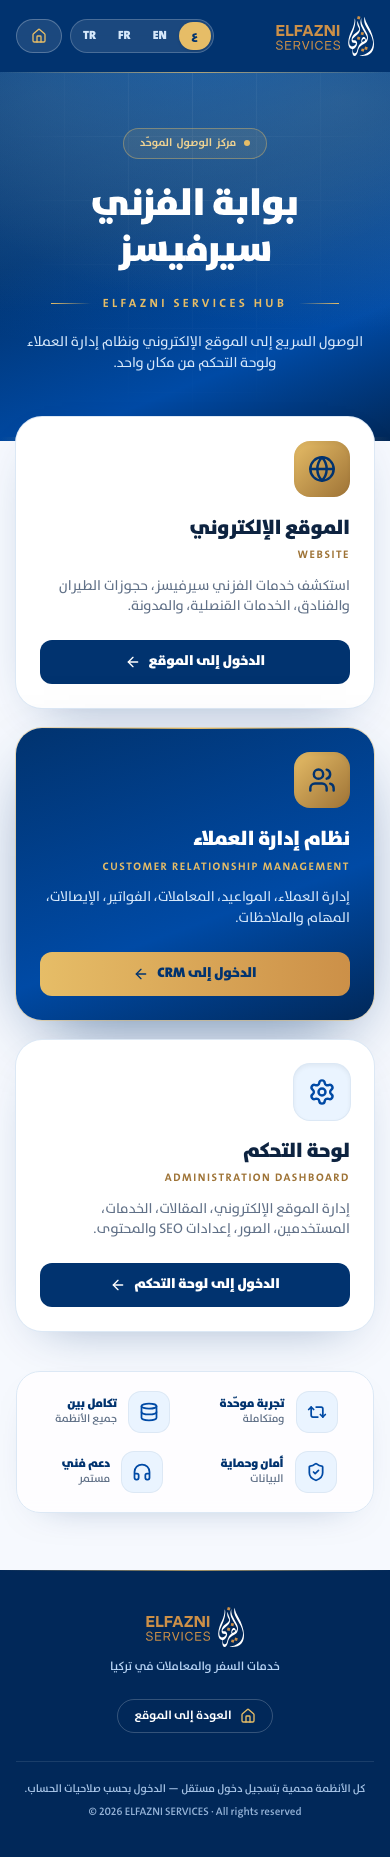 ELFAZNI
SERVICES
الفزني
ع EN FR TR
مركز الوصول الموحّد
بوابة الفزني
سيرفيسز
ELFAZNI SERVICES HUB
الوصول السريع إلى الموقع الإلكتروني ونظام إدارة العملاء
ولوحة التحكم من مكان واحد.
الموقع الإلكتروني
WEBSITE
استكشف خدمات الفزني سيرفيسز، حجوزات الطيران
والفنادق، الخدمات القنصلية، والمدونة.
الدخول إلى الموقع
نظام إدارة العملاء
CUSTOMER RELATIONSHIP MANAGEMENT
إدارة العملاء، المواعيد، المعاملات، الفواتير، الإيصالات،
المهام والملاحظات.
الدخول إلى CRM
لوحة التحكم
ADMINISTRATION DASHBOARD
إدارة الموقع الإلكتروني، المقالات، الخدمات،
المستخدمين، الصور، إعدادات SEO والمحتوى.
الدخول إلى لوحة التحكم
تجربة موحّدة
ومتكاملة
تكامل بين
جميع الأنظمة
أمان وحماية
البيانات
دعم فني
مستمر
ELFAZNI
SERVICES
الفزني
خدمات السفر والمعاملات في تركيا
العودة إلى الموقع
كل الأنظمة محمية بتسجيل دخول مستقل — الدخول بحسب صلاحيات الحساب.
© 2026 ELFAZNI SERVICES · All rights reserved